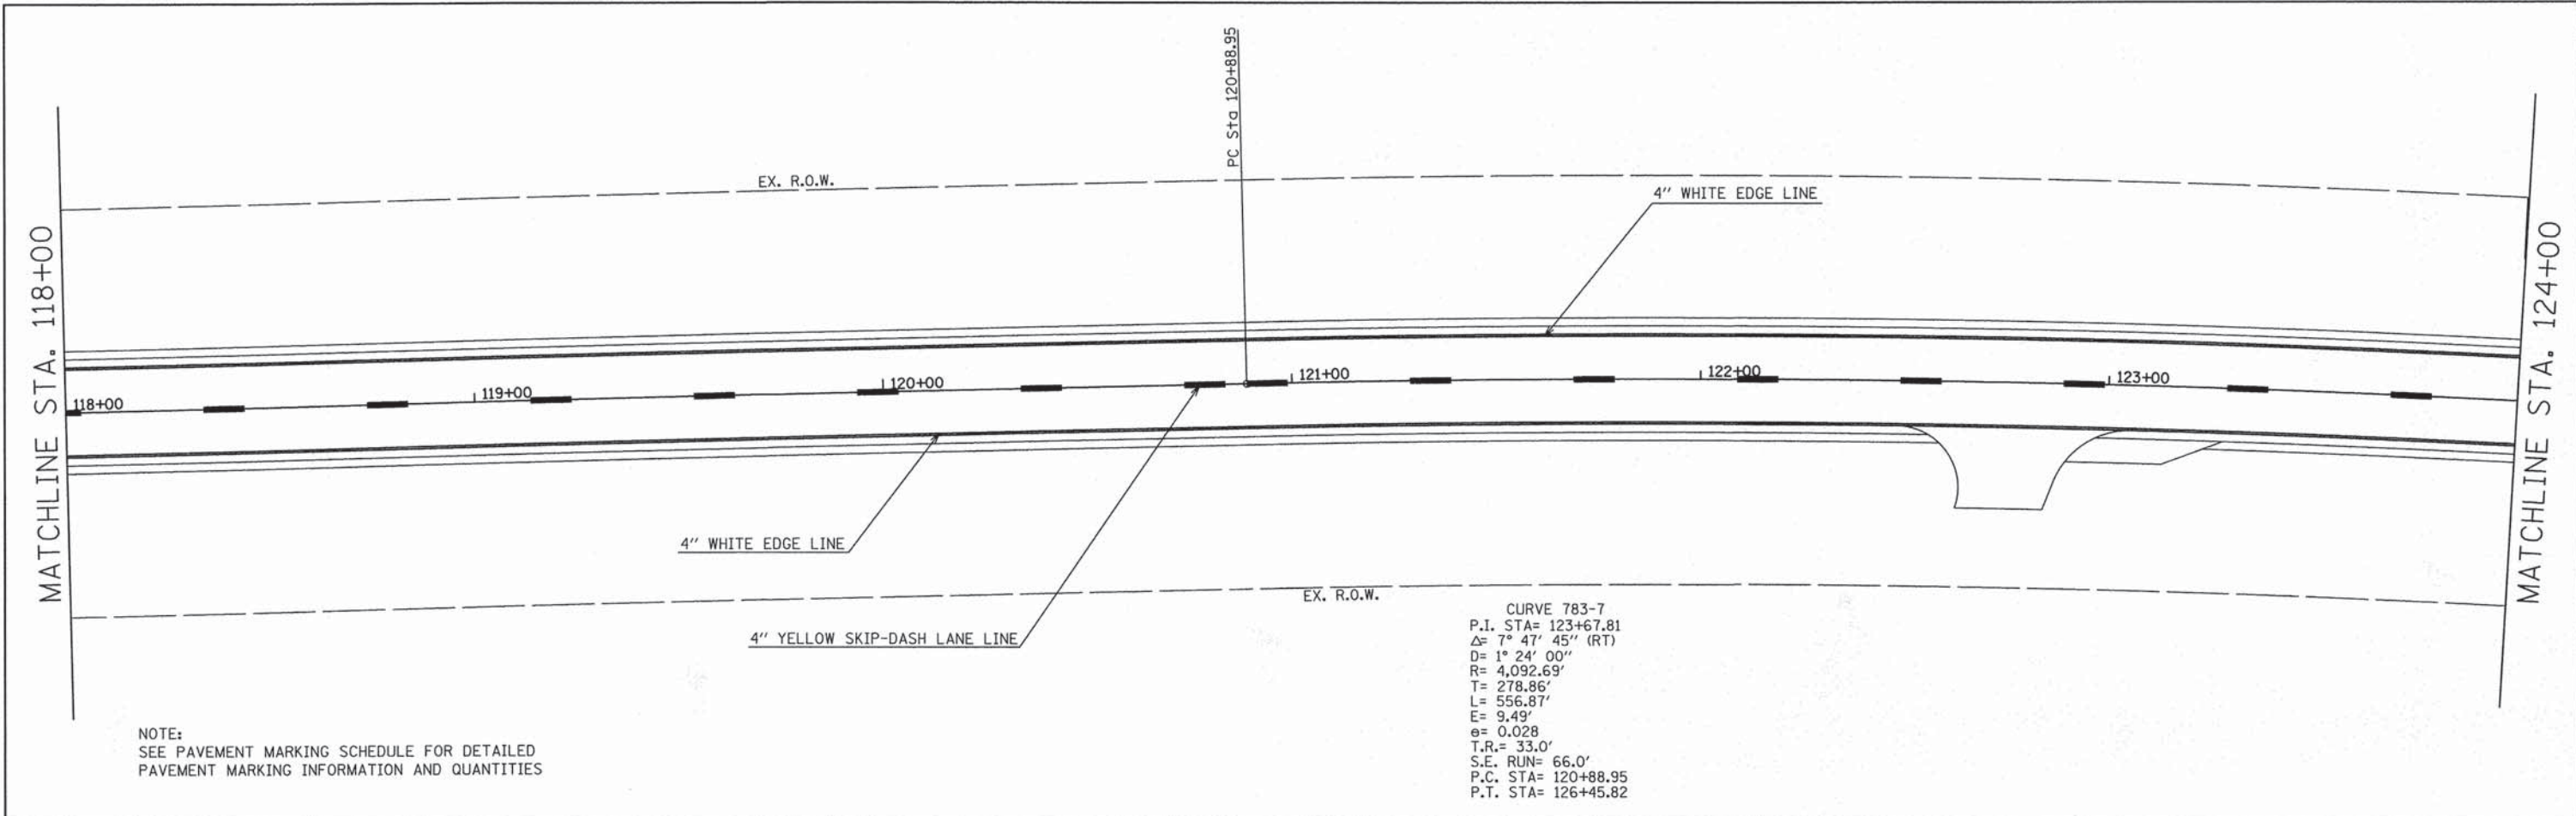 PC Sta 120+88.95
EX. R.O.W.
4'' WHITE EDGE LINE
MATCHLINE STA. 118+00
MATCHLINE STA. 124+00
118+00
119+00
120+00
121+00
122+00
123+00
4'' WHITE EDGE LINE
EX. R.O.W.
4'' YELLOW SKIP-DASH LANE LINE
CURVE 783-7
P.I. STA= 123+67.81
Δ= 7° 47' 45'' (RT)
D= 1° 24' 00''
R= 4,092.69'
T= 278.86'
L= 556.87'
E= 9.49'
e= 0.028
T.R.= 33.0'
S.E. RUN= 66.0'
P.C. STA= 120+88.95
P.T. STA= 126+45.82
NOTE:
SEE PAVEMENT MARKING SCHEDULE FOR DETAILED
PAVEMENT MARKING INFORMATION AND QUANTITIES